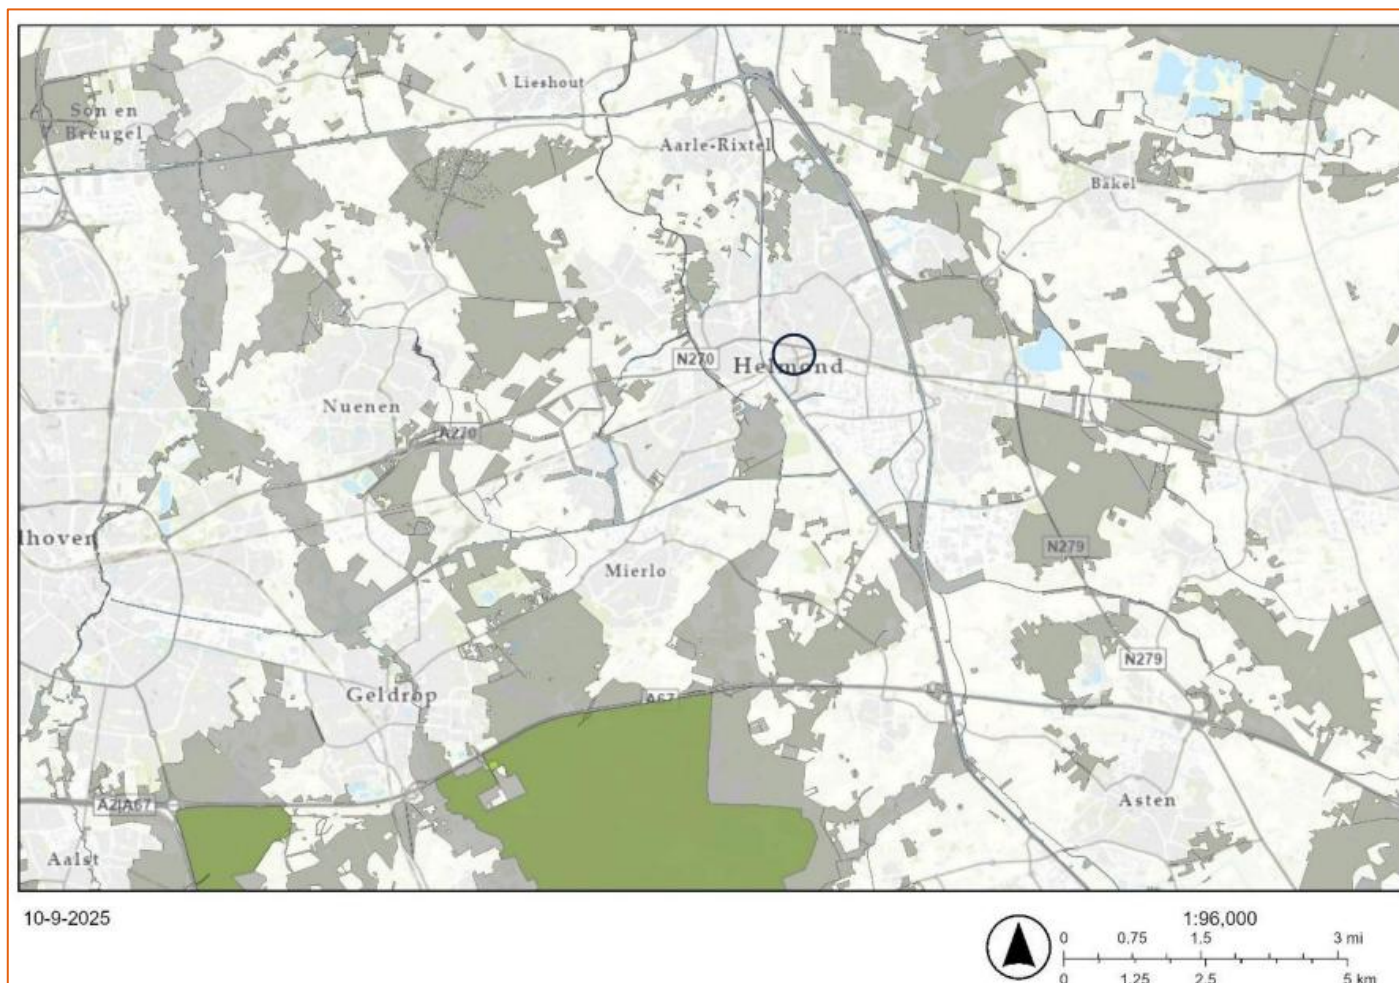 Lieshout
Son en
Breugel
Aarle-Rixtel
Bakel
N270
Helmond
Nuenen
A270
lhoven
N279
Mierlo
N279
Geldrop
A67
A2|A67
Asten
Aalst
10-9-2025
1:96,000
0 0.75 1.5 3 mi
0 1.25 2.5 5 km